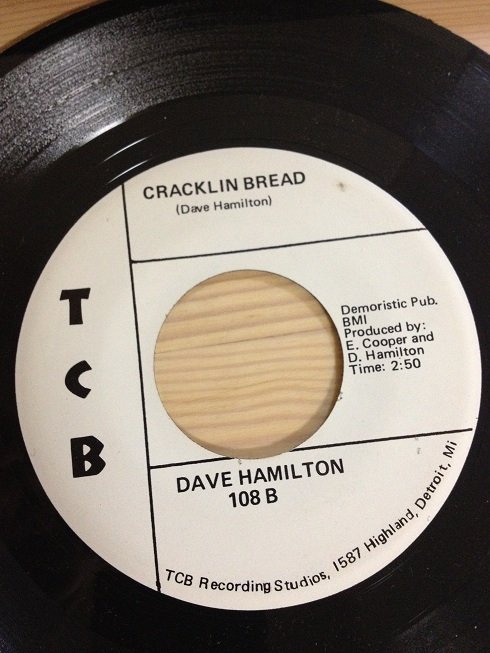 CRACKLIN BREAD
(Dave Hamilton)
T
C
B
Demoristic Pub.
BMI
Produced by:
E. Cooper and
D. Hamilton
Time: 2:50
DAVE HAMILTON
108 B
TCB Recording Studios, 1587 Highland, Detroit, Mi